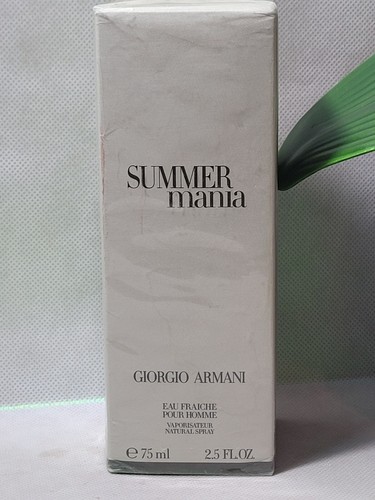 SUMMER
mania
GIORGIO ARMANI
EAU FRAICHE
POUR HOMME
VAPORISATEUR
NATURAL SPRAY
℮ 75 ml 2.5 FL.OZ.